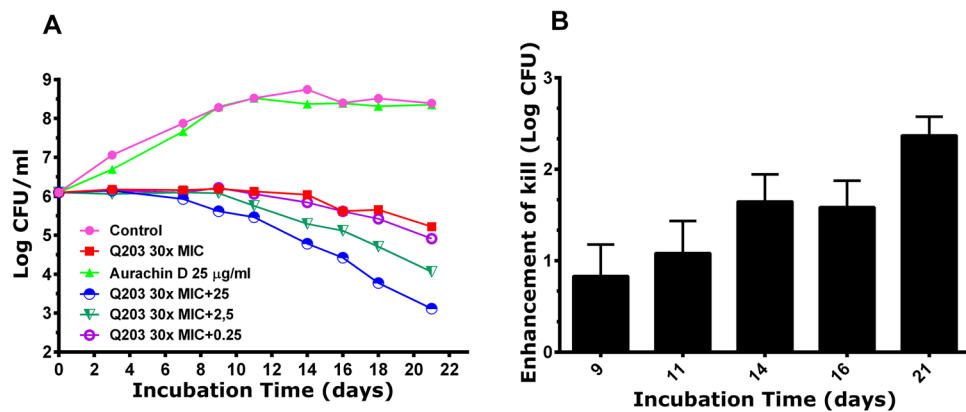 A
Log CFU/ml
9
8
7
6
5
4
3
2
Control
Q203 30x MIC
Aurachin D 25 µg/ml
Q203 30x MIC+25
Q203 30x MIC+2,5
Q203 30x MIC+0.25
0 2 4 6 8 10 12 14 16 18 20 22
Incubation Time (days)
B
Enhancement of kill (Log CFU)
3
2
1
0
9 11 14 16 21
Incubation Time (days)